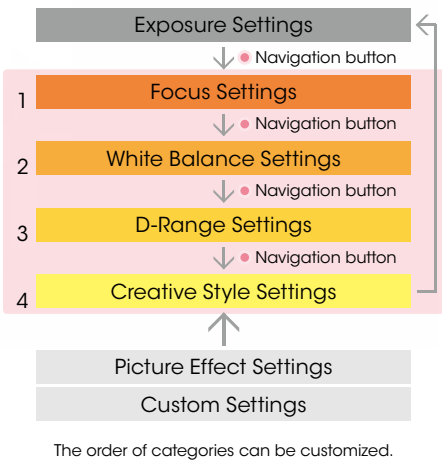 Exposure Settings
Navigation button
1 Focus Settings
Navigation button
2 White Balance Settings
Navigation button
3 D-Range Settings
Navigation button
4 Creative Style Settings
Picture Effect Settings
Custom Settings
The order of categories can be customized.